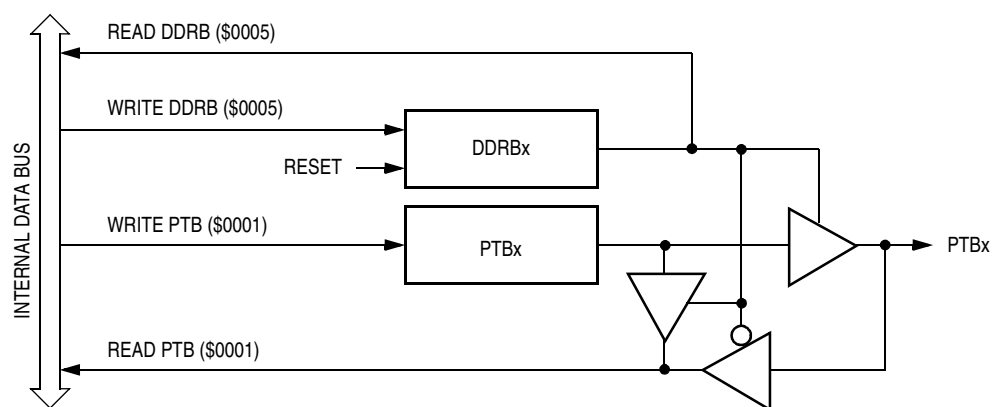 READ DDRB ($0005)
WRITE DDRB ($0005)
DDRBx
RESET
WRITE PTB ($0001)
PTBx
PTBx
READ PTB ($0001)
INTERNAL DATA BUS